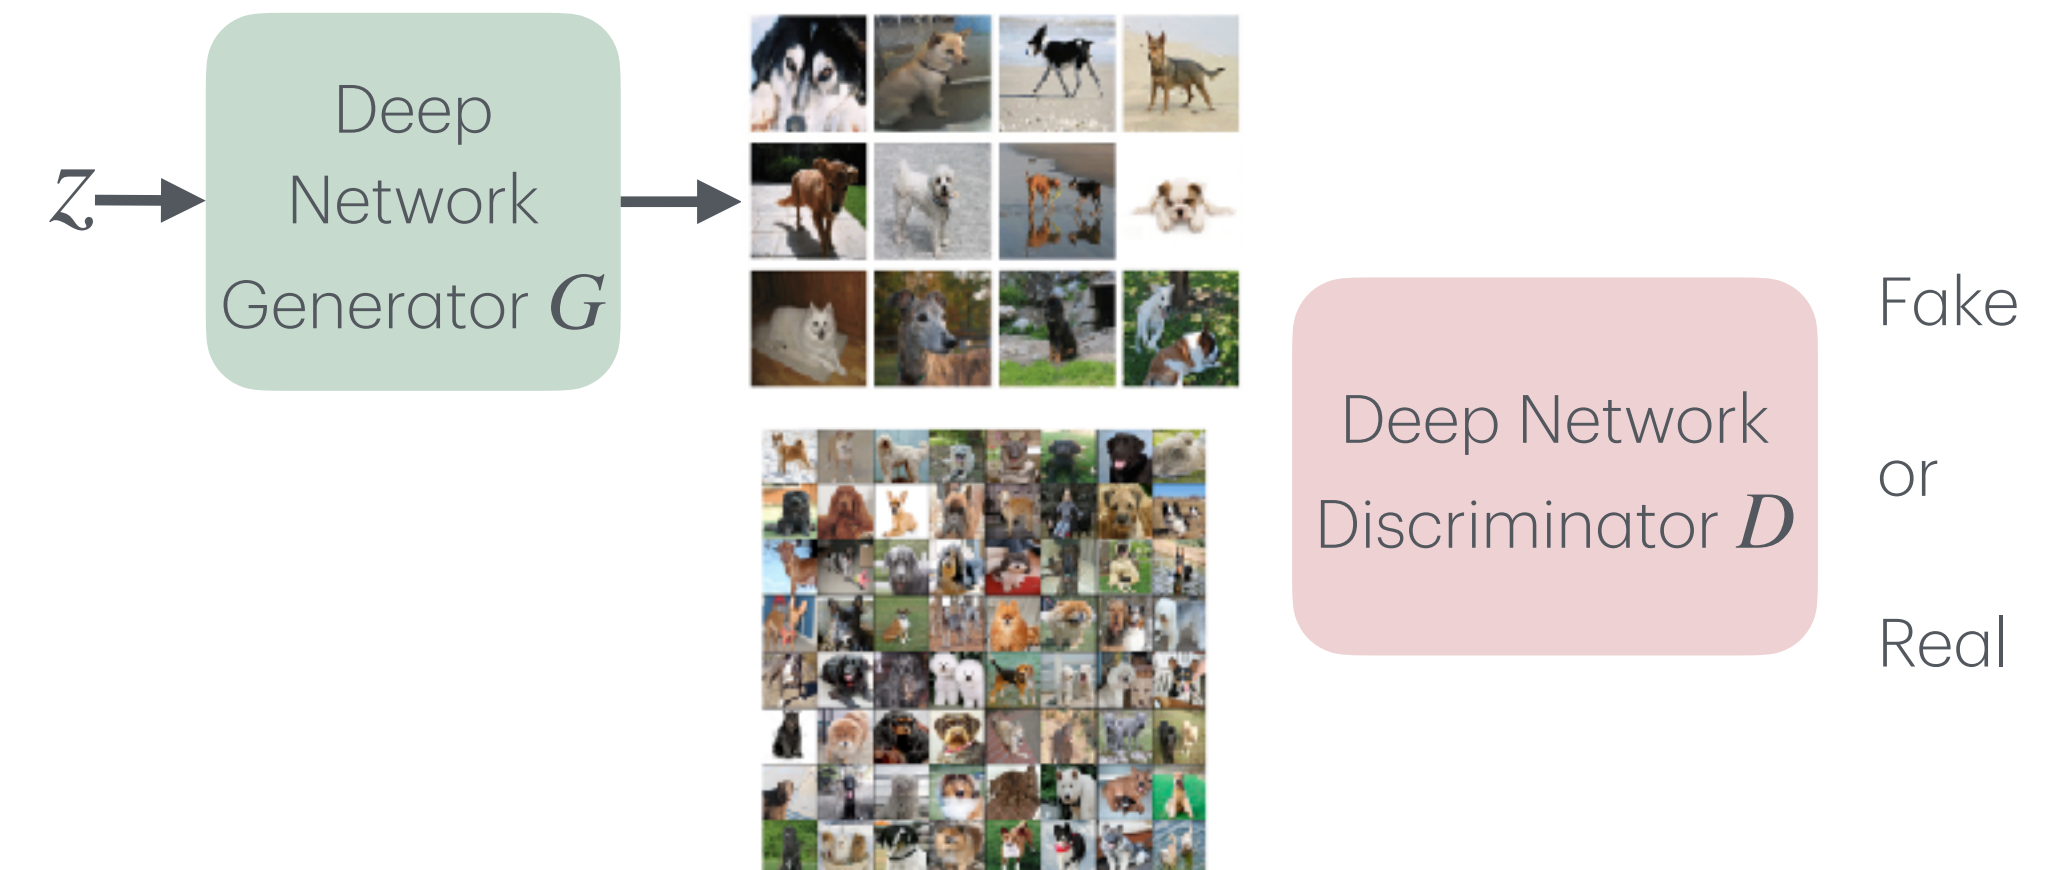 z
Deep
Network
Generator G
Deep Network
Discriminator D
Fake
or
Real